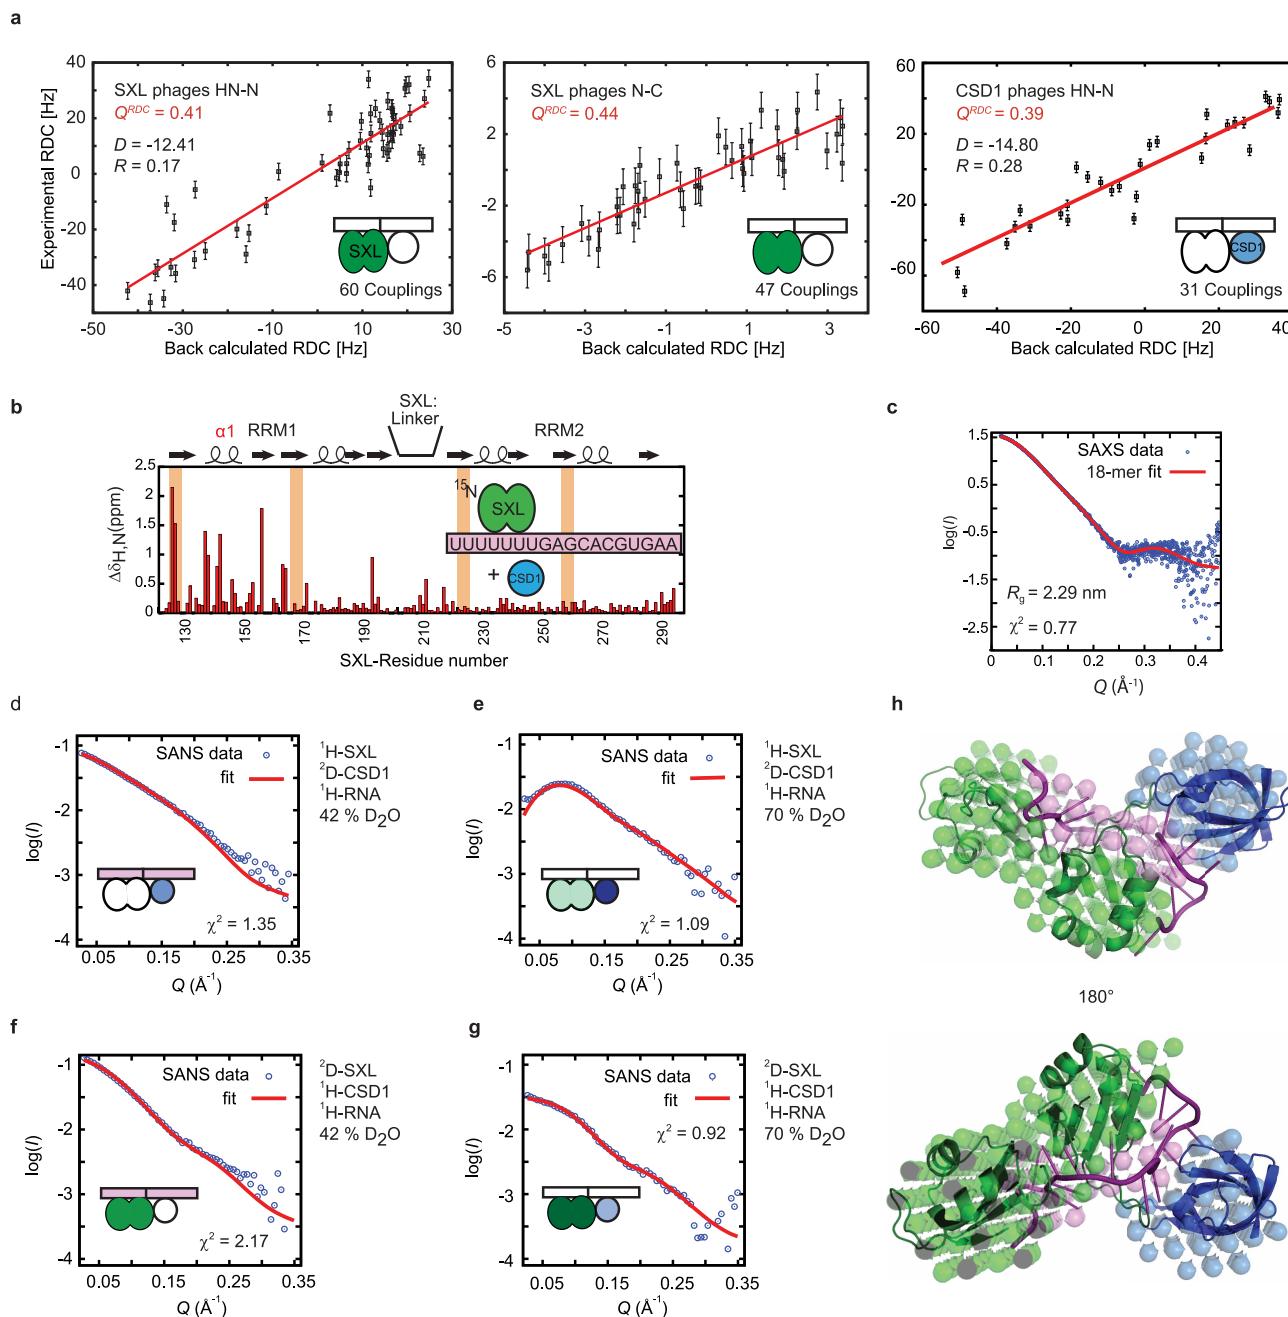 a
Experimental RDC [Hz]
40
20
0
-20
-40
SXL phages HN-N
Q^RDC = 0.41
D = -12.41
R = 0.17
SXL
60 Couplings
-50
-30
-10
10
30
Back calculated RDC [Hz]
6
2
-2
-6
SXL phages N-C
Q^RDC = 0.44
47 Couplings
-5
-3
-1
1
3
Back calculated RDC [Hz]
60
20
-20
-60
CSD1 phages HN-N
Q^RDC = 0.39
D = -14.80
R = 0.28
CSD1
31 Couplings
-60
-40
-20
0
20
40
Back calculated RDC [Hz]
b
SXL:
Linker
α1
RRM1
RRM2
ΔδH,N(ppm)
2.5
2
1.5
1
0.5
0
15N
SXL
UUUUUUUGAGCACGUGAA
+
CSD1
130
150
170
190
210
230
250
270
290
SXL-Residue number
c
log(I)
1.5
0.5
-0.5
-1.5
-2.5
SAXS data
18-mer fit
Rg = 2.29 nm
χ² = 0.77
0
0.1
0.2
0.3
0.4
Q (Å⁻¹)
d
log(I)
-1
-2
-3
-4
SANS data
fit
χ² = 1.35
0.05
0.15
0.25
0.35
Q (Å⁻¹)
¹H-SXL
²D-CSD1
¹H-RNA
42 % D₂O
e
log(I)
-1
-2
-3
-4
SANS data
fit
χ² = 1.09
0.05
0.15
0.25
0.35
Q (Å⁻¹)
¹H-SXL
²D-CSD1
¹H-RNA
70 % D₂O
f
log(I)
-1
-2
-3
-4
SANS data
fit
χ² = 2.17
0.05
0.15
0.25
0.35
Q (Å⁻¹)
²D-SXL
¹H-CSD1
¹H-RNA
42 % D₂O
g
log(I)
-1
-2
-3
-4
SANS data
fit
χ² = 0.92
0.05
0.15
0.25
0.35
Q (Å⁻¹)
²D-SXL
¹H-CSD1
¹H-RNA
70 % D₂O
h
180°